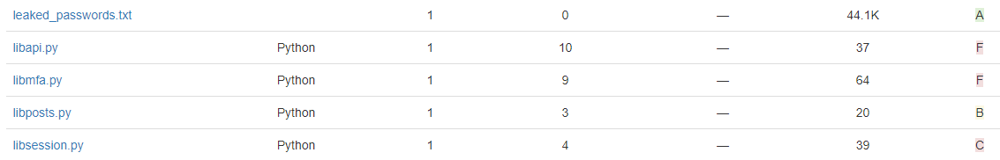 leaked_passwords.txt 1 0 — 44.1K A
libapi.py Python 1 10 — 37 F
libmfa.py Python 1 9 — 64 F
libposts.py Python 1 3 — 20 B
libsession.py Python 1 4 — 39 C